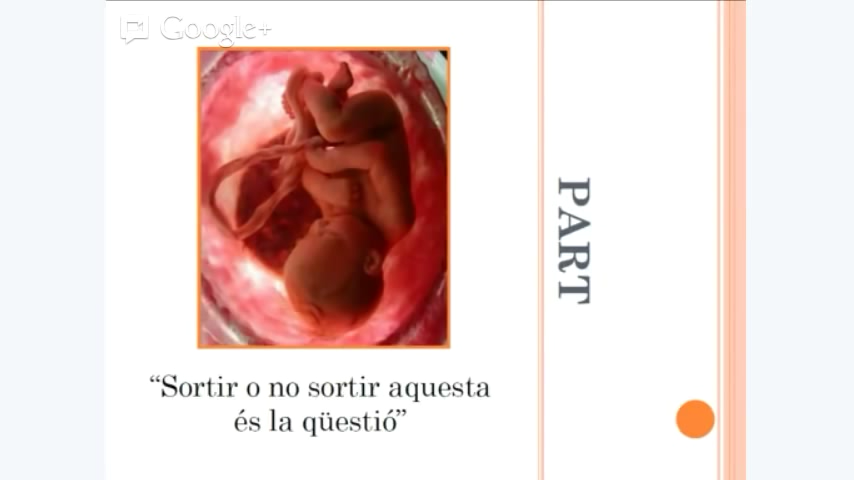 Google+
PART
“Sortir o no sortir aquesta
és la qüestió”